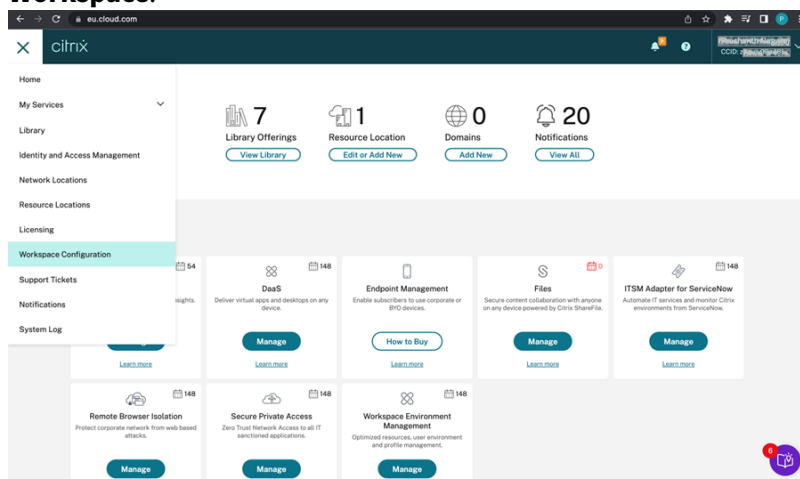 Workspace.
eu.cloud.com
citrix
CCID:
Home
My Services
Library
Identity and Access Management
Network Locations
Resource Locations
Licensing
Workspace Configuration
Support Tickets
Notifications
System Log
7
Library Offerings
View Library
1
Resource Location
Edit or Add New
0
Domains
Add New
20
Notifications
View All
54
insights.
Learn more
148
DaaS
Deliver virtual apps and desktops on any
device.
Manage
Learn more
Endpoint Management
Enable subscribers to use corporate or
BYO devices.
How to Buy
Learn more
0
Files
Secure content collaboration with anyone
on any device powered by Citrix ShareFile.
Manage
Learn more
148
ITSM Adapter for ServiceNow
Automate IT services and monitor Citrix
environments from ServiceNow.
Manage
Learn more
148
Remote Browser Isolation
Protect corporate network from web based
attacks.
Manage
148
Secure Private Access
Zero Trust Network Access to all IT
sanctioned applications.
Manage
148
Workspace Environment
Management
Optimized resources, user environment
and profile management.
Manage
6